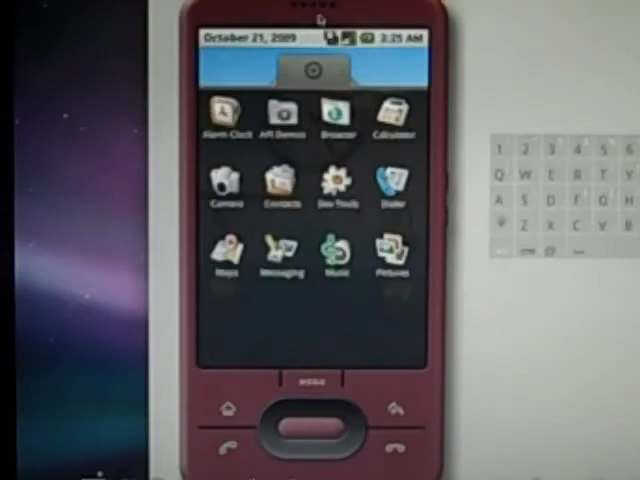 October 21, 2009 3:25 AM
Alarm Clock API Demos Browser Calculator
Camera Contacts Dev Tools Dialer
Maps Messaging Music Pictures
MENU
1 2 3 4 5 6
Q W E R T Y
A S D F G H
Z X C V B
@